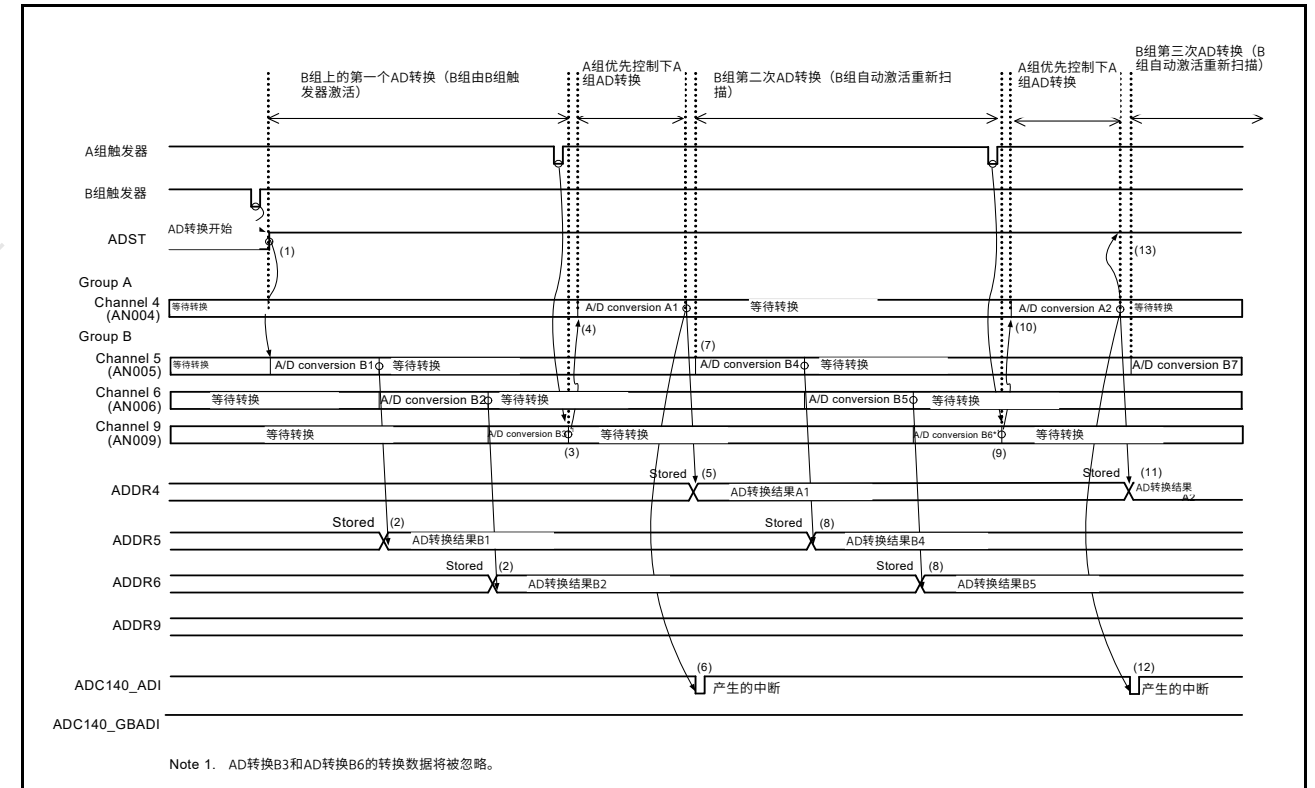 B组上的第一个AD转换（B组由B组触
发器激活）
A组优先控制下A
组AD转换
B组第二次AD转换（B组自动激活重新扫
描）
A组优先控制下A
组AD转换
B组第三次AD转换（B
组自动激活重新扫描）
A组触发器
B组触发器
AD转换开始
ADST
(1)
(13)
Group A
Channel 4
(AN004)
等待转换
A/D conversion A1
等待转换
A/D conversion A2
等待转换
(4)
(10)
Group B
(7)
Channel 5
(AN005)
等待转换
A/D conversion B1
等待转换
A/D conversion B4
等待转换
A/D conversion B7
Channel 6
(AN006)
等待转换
A/D conversion B2
等待转换
A/D conversion B5
等待转换
Channel 9
(AN009)
等待转换
A/D conversion B3
等待转换
A/D conversion B6*
等待转换
(3)
(9)
Stored (5)
Stored (11)
ADDR4
AD转换结果A1
AD转换结果
A2
Stored (2)
Stored (8)
ADDR5
AD转换结果B1
AD转换结果B4
Stored (2)
Stored (8)
ADDR6
AD转换结果B2
AD转换结果B5
ADDR9
(6)
(12)
ADC140_ADI
产生的中断
产生的中断
ADC140_GBADI
Note 1. AD转换B3和AD转换B6的转换数据将被忽略。